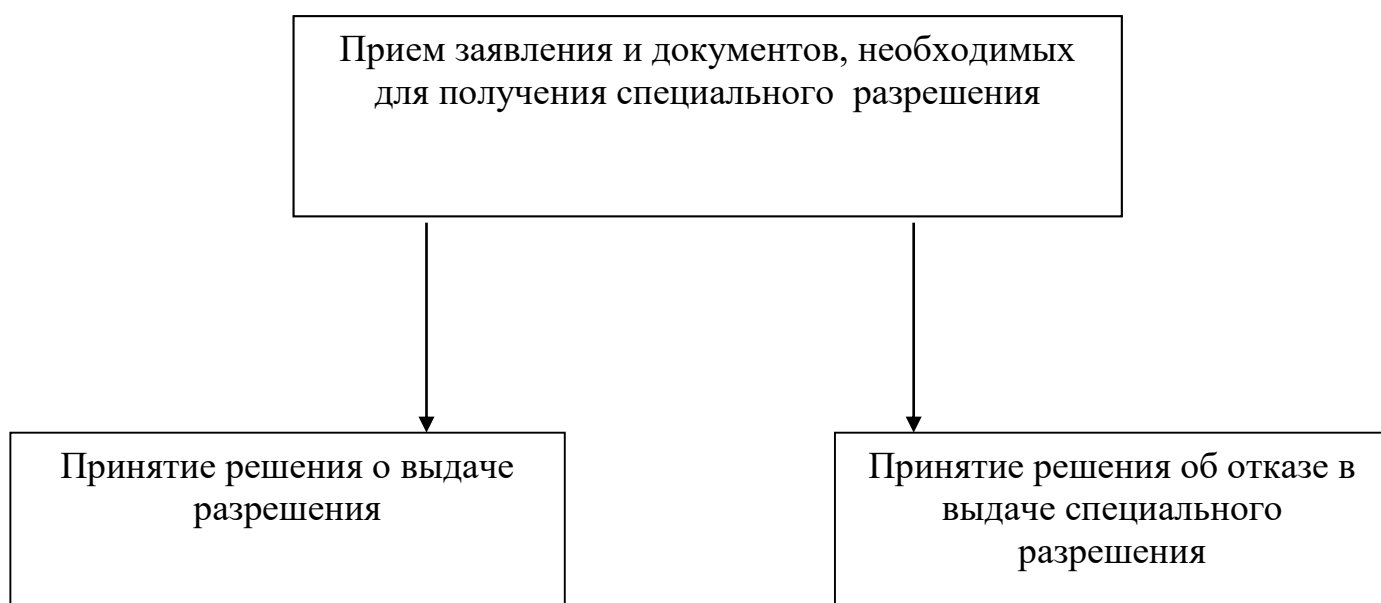 Прием заявления и документов, необходимых
для получения специального  разрешения
Принятие решения о выдаче
разрешения
Принятие решения об отказе в
выдаче специального
разрешения